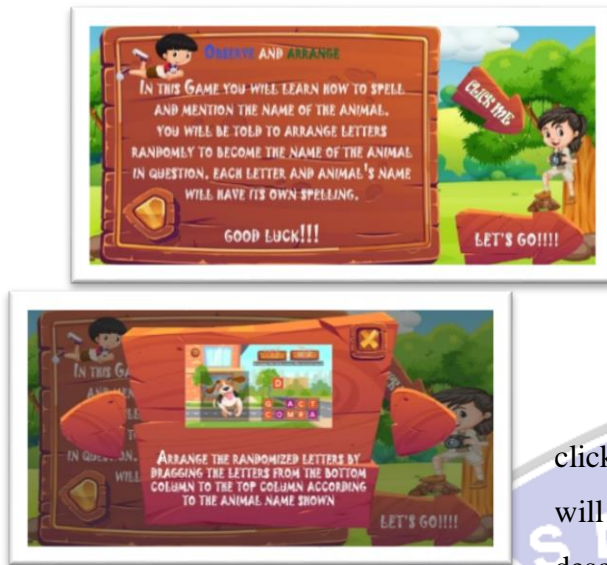 OBSERVE AND ARRANGE
IN THIS GAME YOU WILL LEARN HOW TO SPELL
AND MENTION THE NAME OF THE ANIMAL.
YOU WILL BE TOLD TO ARRANGE LETTERS
RANDOMLY TO BECOME THE NAME OF THE ANIMAL
IN QUESTION. EACH LETTER AND ANIMAL'S NAME
WILL HAVE ITS OWN SPELLING.
GOOD LUCK!!!
CLICK ME
LET'S GO!!!!
IN THIS GA
WILL
D
G A C T
C O M P R A
ARRANGE THE RANDOMIZED LETTERS BY
DRAGGING THE LETTERS FROM THE BOTTOM
COLUMN TO THE TOP COLUMN ACCORDING
TO THE ANIMAL NAME SHOWN
LET'S GO!!!!
click
will